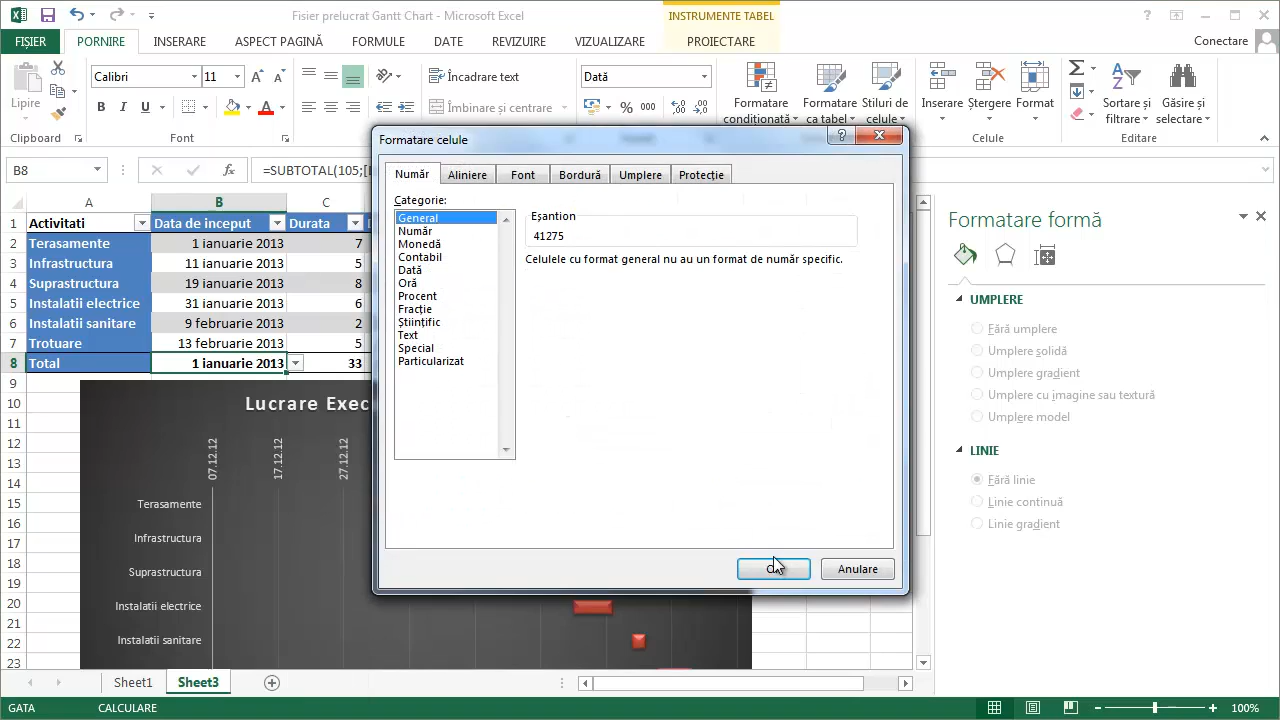 Fisier prelucrat Gantt Chart - Microsoft Excel
INSTRUMENTE TABEL
FIȘIER PORNIRE INSERARE ASPECT PAGINĂ FORMULE DATE REVIZUIRE VIZUALIZARE PROIECTARE Conectare
Lipire
Calibri 11
Încadrare text
Îmbinare și centrare
Dată
Formatare condiționată
Formatare ca tabel
Stiluri de celule
Inserare Șterge... Format
Sortare și filtrare
Găsire și selectare
Clipboard Font Celule Editare
B8 =SUBTOTAL(105;[
Formatare celule
Număr Aliniere Font Bordură Umplere Protecție
Categorie:
General
Număr
Monedă
Contabil
Dată
Oră
Procent
Fracție
Științific
Text
Special
Particularizat
Eșantion
41275
Celulele cu format general nu au un format de număr specific.
Anulare
A B C
1 Activitati Data de inceput Durata
2 Terasamente 1 ianuarie 2013 7
3 Infrastructura 11 ianuarie 2013 5
4 Suprastructura 19 ianuarie 2013 8
5 Instalatii electrice 31 ianuarie 2013 6
6 Instalatii sanitare 9 februarie 2013 2
7 Trotuare 13 februarie 2013 5
8 Total 1 ianuarie 2013 33
9
10
11
12
13
14
15
16
17
18
19
20
21
22
23
Lucrare Exec
07.12.12
17.12.12
27.12.12
Terasamente
Infrastructura
Suprastructura
Instalatii electrice
Instalatii sanitare
Formatare formă
UMPLERE
Fără umplere
Umplere solidă
Umplere gradient
Umplere cu imagine sau textură
Umplere model
LINIE
Fără linie
Linie continuă
Linie gradient
Sheet1 Sheet3
GATA CALCULARE 100%